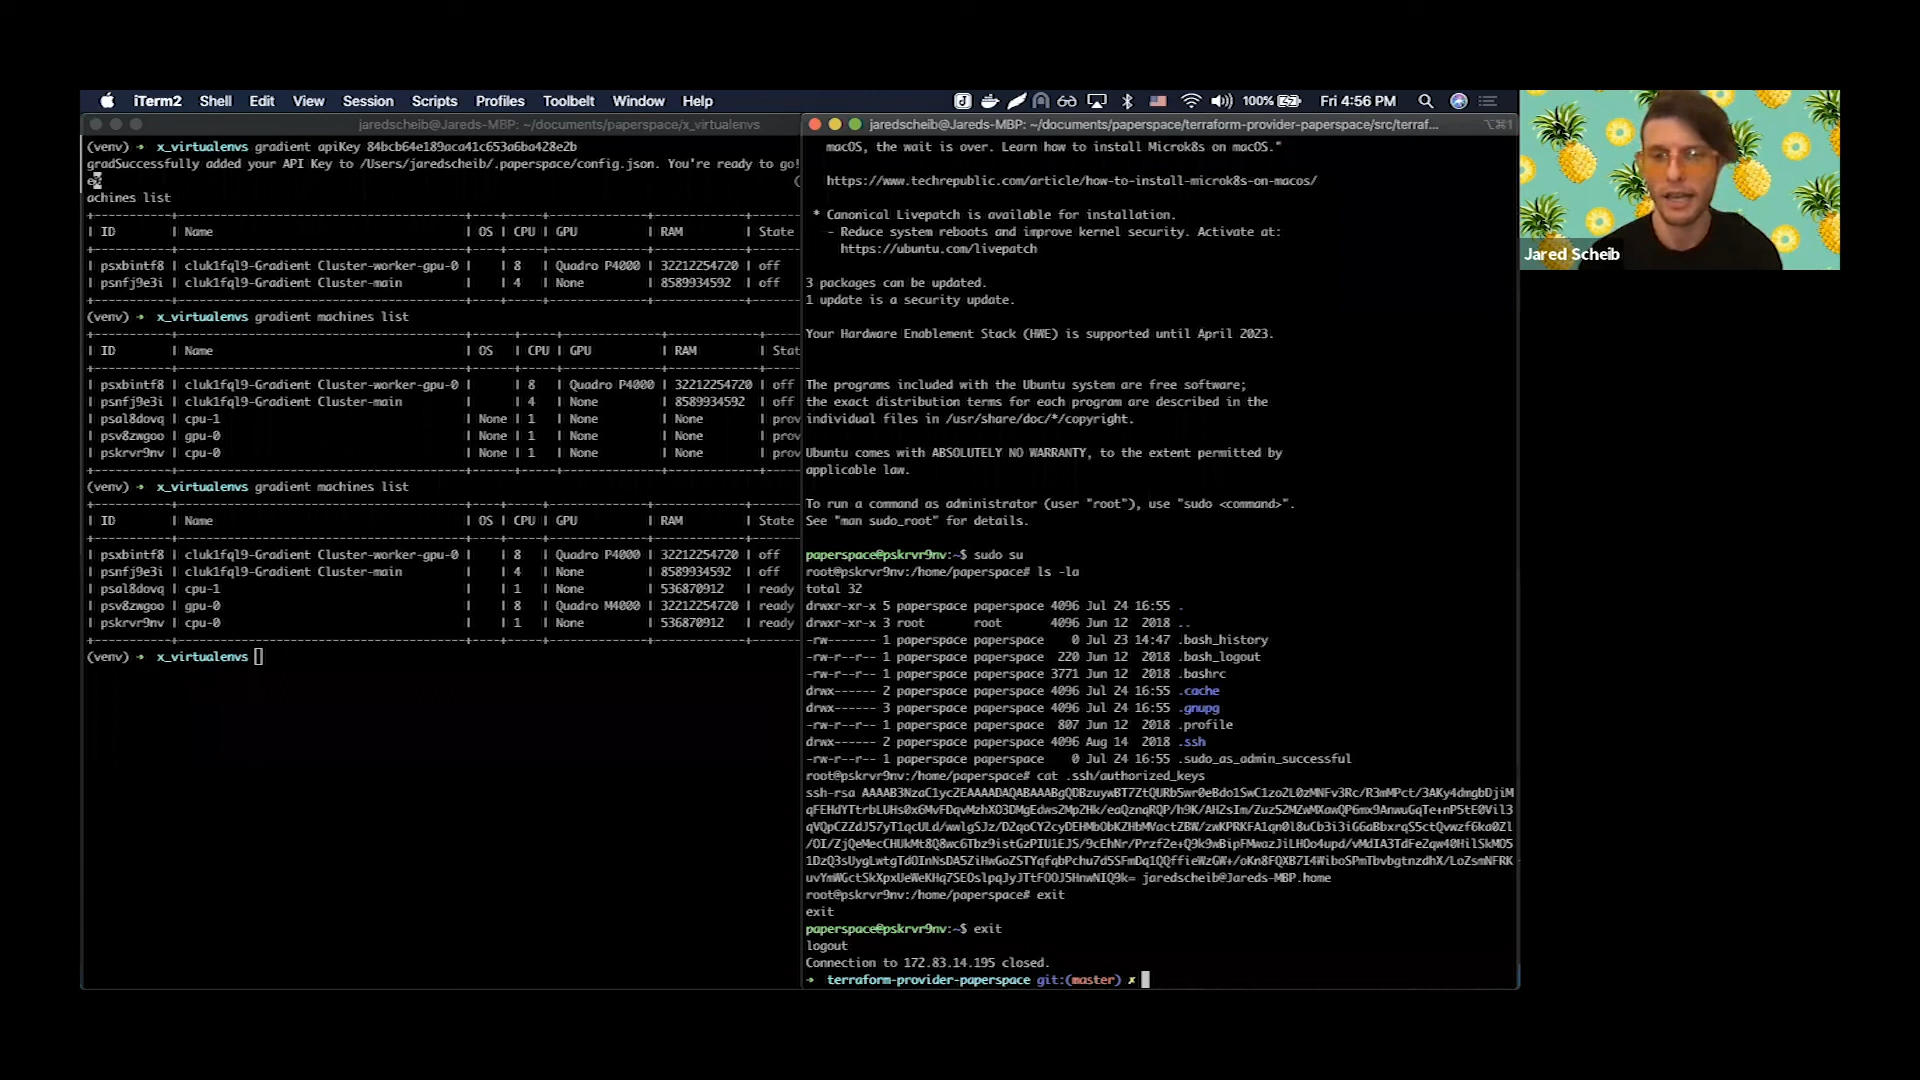 iTerm2 Shell Edit View Session Scripts Profiles Toolbelt Window Help 100% Fri 4:56 PM
jaredscheib@Jareds-MBP: ~/documents/paperspace/x_virtualenvs
(venv) ➜ x_virtualenvs gradient apiKey 84bcb64e189aca41c653a6ba428e2b
gradSuccessfully added your API Key to /Users/jaredscheib/.paperspace/config.json. You're ready to go!
achines list
| ID | Name | OS | CPU | GPU | RAM | State
| psxbintf8 | cluk1fql9-Gradient Cluster-worker-gpu-0 | | 8 | Quadro P4000 | 32212254720 | off
| psnfj9e3i | cluk1fql9-Gradient Cluster-main | | 4 | None | 8589934592 | off
(venv) ➜ x_virtualenvs gradient machines list
| ID | Name | OS | CPU | GPU | RAM | Stat
| psxbintf8 | cluk1fql9-Gradient Cluster-worker-gpu-0 | | 8 | Quadro P4000 | 32212254720 | off
| psnfj9e3i | cluk1fql9-Gradient Cluster-main | | 4 | None | 8589934592 | off
| psal8dovq | cpu-1 | None | 1 | None | None | prov
| psv8zwgoo | gpu-0 | None | 1 | None | None | prov
| pskrvr9nv | cpu-0 | None | 1 | None | None | prov
(venv) ➜ x_virtualenvs gradient machines list
| ID | Name | OS | CPU | GPU | RAM | State
| psxbintf8 | cluk1fql9-Gradient Cluster-worker-gpu-0 | | 8 | Quadro P4000 | 32212254720 | off
| psnfj9e3i | cluk1fql9-Gradient Cluster-main | | 4 | None | 8589934592 | off
| psal8dovq | cpu-1 | | 1 | None | 536870912 | ready
| psv8zwgoo | gpu-0 | | 8 | Quadro M4000 | 32212254720 | ready
| pskrvr9nv | cpu-0 | | 1 | None | 536870912 | ready
(venv) ➜ x_virtualenvs
jaredscheib@Jareds-MBP: ~/documents/paperspace/terraform-provider-paperspace/src/terraf... ⌥⌘1
macOS, the wait is over. Learn how to install Microk8s on macOS."
https://www.techrepublic.com/article/how-to-install-microk8s-on-macos/
* Canonical Livepatch is available for installation.
- Reduce system reboots and improve kernel security. Activate at:
https://ubuntu.com/livepatch
3 packages can be updated.
1 update is a security update.
Your Hardware Enablement Stack (HWE) is supported until April 2023.
The programs included with the Ubuntu system are free software;
the exact distribution terms for each program are described in the
individual files in /usr/share/doc/*/copyright.
Ubuntu comes with ABSOLUTELY NO WARRANTY, to the extent permitted by
applicable law.
To run a command as administrator (user "root"), use "sudo <command>".
See "man sudo_root" for details.
paperspace@pskrvr9nv:~$ sudo su
root@pskrvr9nv:/home/paperspace# ls -la
total 32
drwxr-xr-x 5 paperspace paperspace 4096 Jul 24 16:55 .
drwxr-xr-x 3 root root 4096 Jun 12 2018 ..
-rw------- 1 paperspace paperspace 0 Jul 23 14:47 .bash_history
-rw-r--r-- 1 paperspace paperspace 220 Jun 12 2018 .bash_logout
-rw-r--r-- 1 paperspace paperspace 3771 Jun 12 2018 .bashrc
drwx------ 2 paperspace paperspace 4096 Jul 24 16:55 .cache
drwx------ 3 paperspace paperspace 4096 Jul 24 16:55 .gnupg
-rw-r--r-- 1 paperspace paperspace 807 Jun 12 2018 .profile
drwx------ 2 paperspace paperspace 4096 Aug 14 2018 .ssh
-rw-r--r-- 1 paperspace paperspace 0 Jul 24 16:55 .sudo_as_admin_successful
root@pskrvr9nv:/home/paperspace# cat .ssh/authorized_keys
ssh-rsa
jaredscheib@Jareds-MBP.home
root@pskrvr9nv:/home/paperspace# exit
exit
paperspace@pskrvr9nv:~$ exit
logout
Connection to 172.83.14.195 closed.
➜ terraform-provider-paperspace git:(master) ✗
Jared Scheib